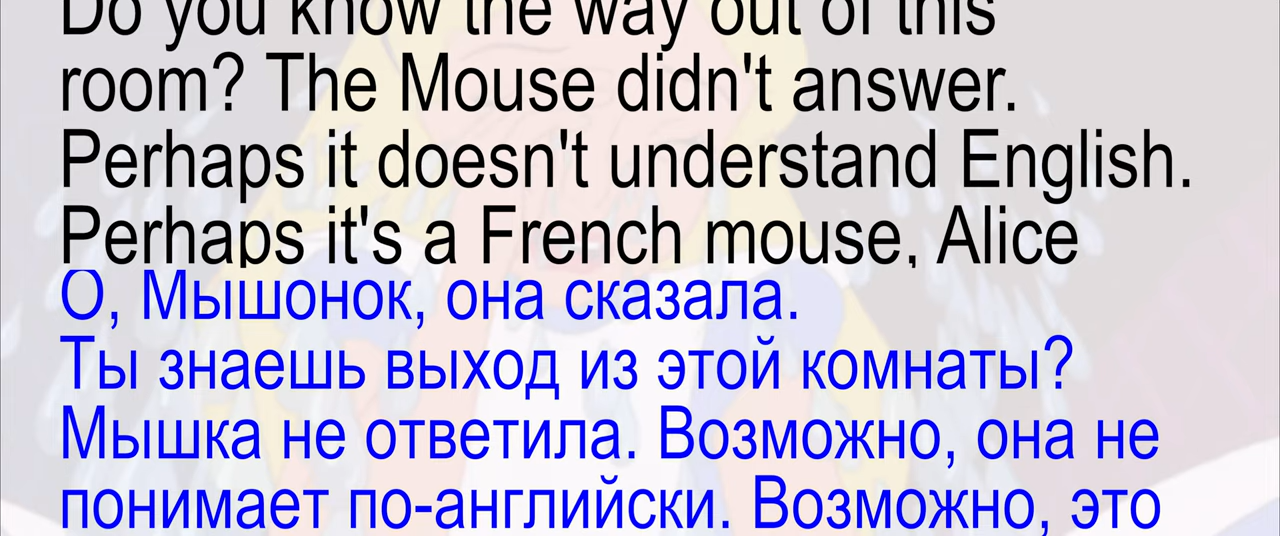 Do you know the way out of this
room? The Mouse didn't answer.
Perhaps it doesn't understand English.
Perhaps it's a French mouse, Alice
О, Мышонок, она сказала.
Ты знаешь выход из этой комнаты?
Мышка не ответила. Возможно, она не
понимает по-английски. Возможно, это